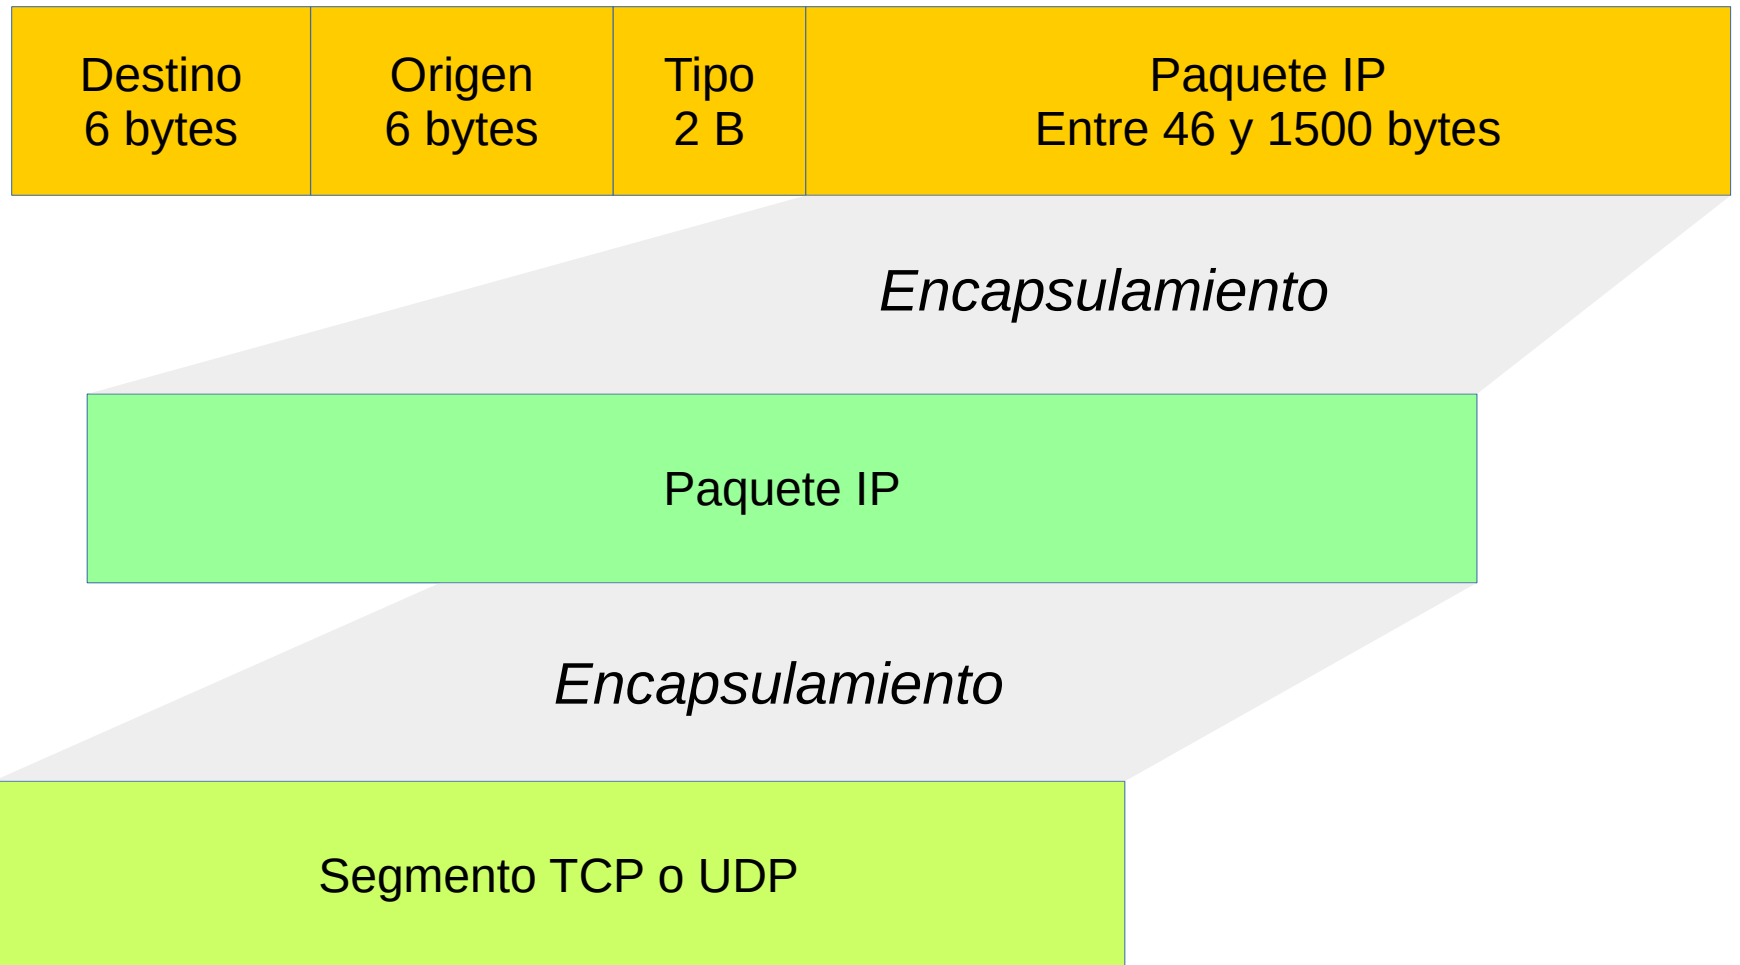 Destino
6 bytes
Origen
6 bytes
Tipo
2 B
Paquete IP
Entre 46 y 1500 bytes
Encapsulamiento
Paquete IP
Encapsulamiento
Segmento TCP o UDP